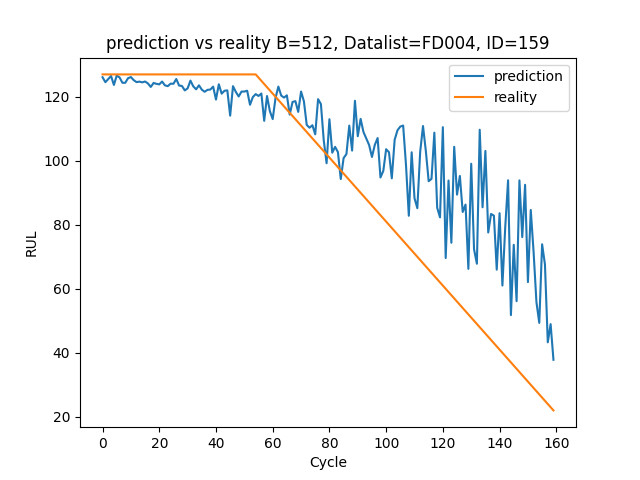 prediction vs reality B=512, Datalist=FD004, ID=159
prediction
reality
120
100
80
60
40
20
RUL
0 20 40 60 80 100 120 140 160
Cycle